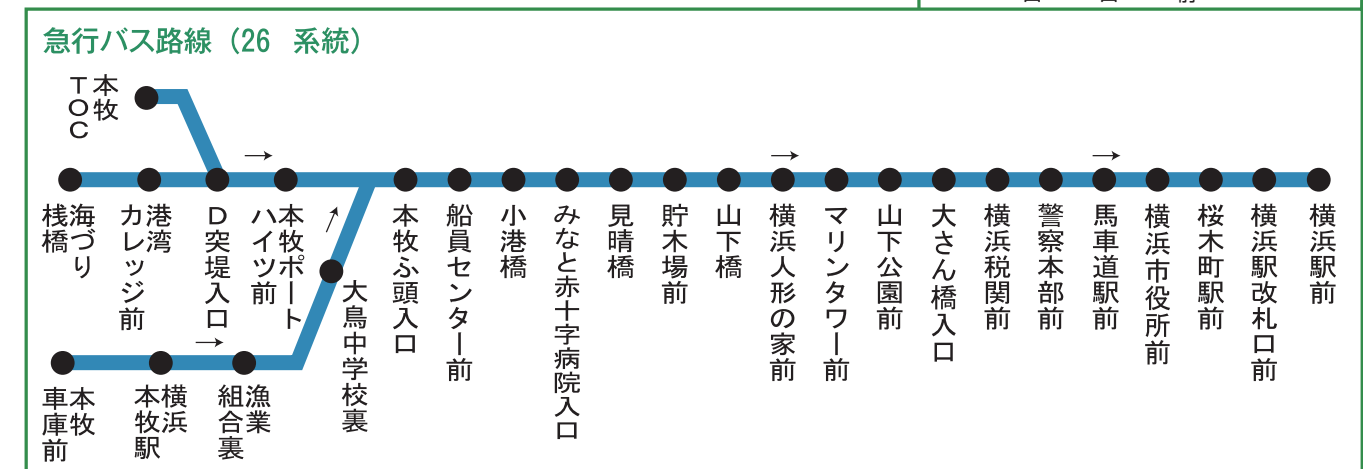 急行バス路線（26 系統）
本牧
TOC
海づり
桟橋
港湾
カレッジ前
D突堤入口
→
本牧ポート
ハイツ前
本牧ふ頭入口
船員センター前
小港橋
みなと赤十字病院入口
見晴橋
貯木場前
山下橋
→
横浜人形の家前
マリンタワー前
山下公園前
大さん橋入口
横浜税関前
警察本部前
→
馬車道駅前
横浜市役所前
桜木町駅前
横浜駅改札口前
横浜駅前
本牧
車庫前
横浜
本牧駅
→
漁業
組合裏
→
大鳥中学校裏